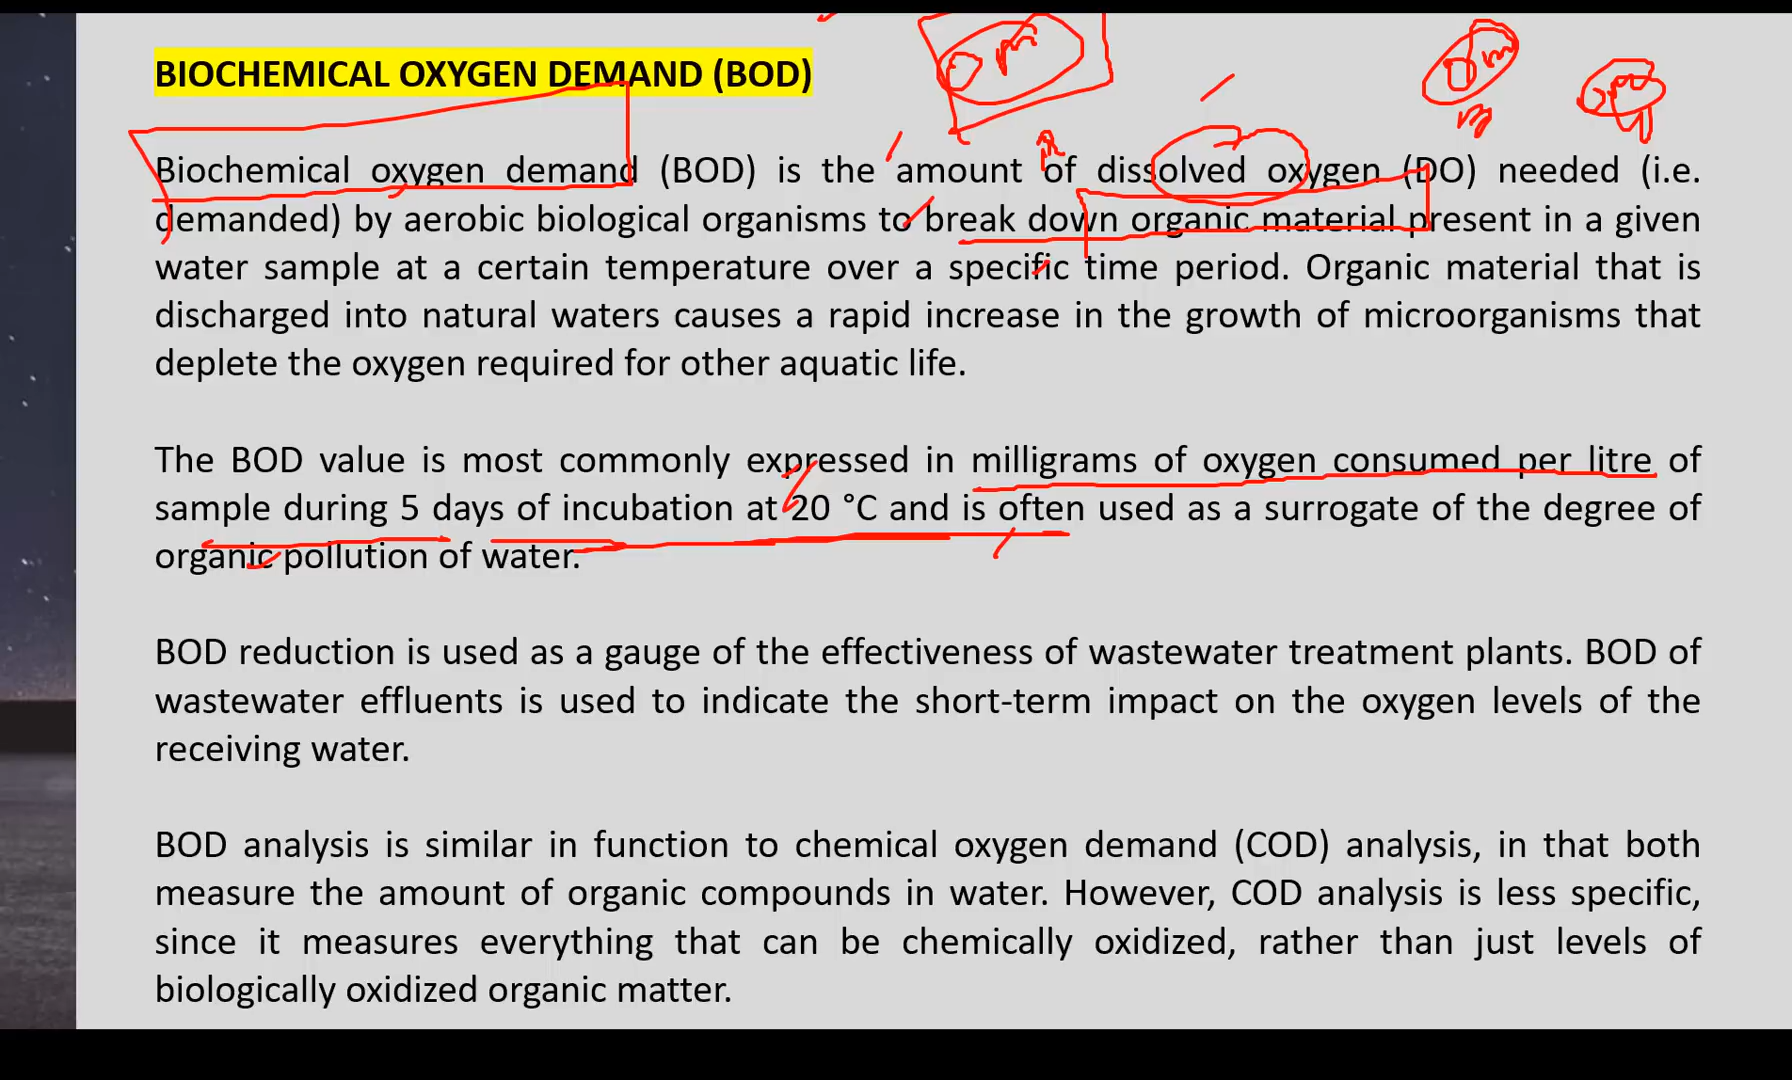 BIOCHEMICAL OXYGEN DEMAND (BOD)
Biochemical oxygen demand (BOD) is the amount of dissolved oxygen (DO) needed (i.e.
demanded) by aerobic biological organisms to break down organic material present in a given
water sample at a certain temperature over a specific time period. Organic material that is
discharged into natural waters causes a rapid increase in the growth of microorganisms that
deplete the oxygen required for other aquatic life.
The BOD value is most commonly expressed in milligrams of oxygen consumed per litre of
sample during 5 days of incubation at 20 °C and is often used as a surrogate of the degree of
organic pollution of water.
BOD reduction is used as a gauge of the effectiveness of wastewater treatment plants. BOD of
wastewater effluents is used to indicate the short-term impact on the oxygen levels of the
receiving water.
BOD analysis is similar in function to chemical oxygen demand (COD) analysis, in that both
measure the amount of organic compounds in water. However, COD analysis is less specific,
since it measures everything that can be chemically oxidized, rather than just levels of
biologically oxidized organic matter.